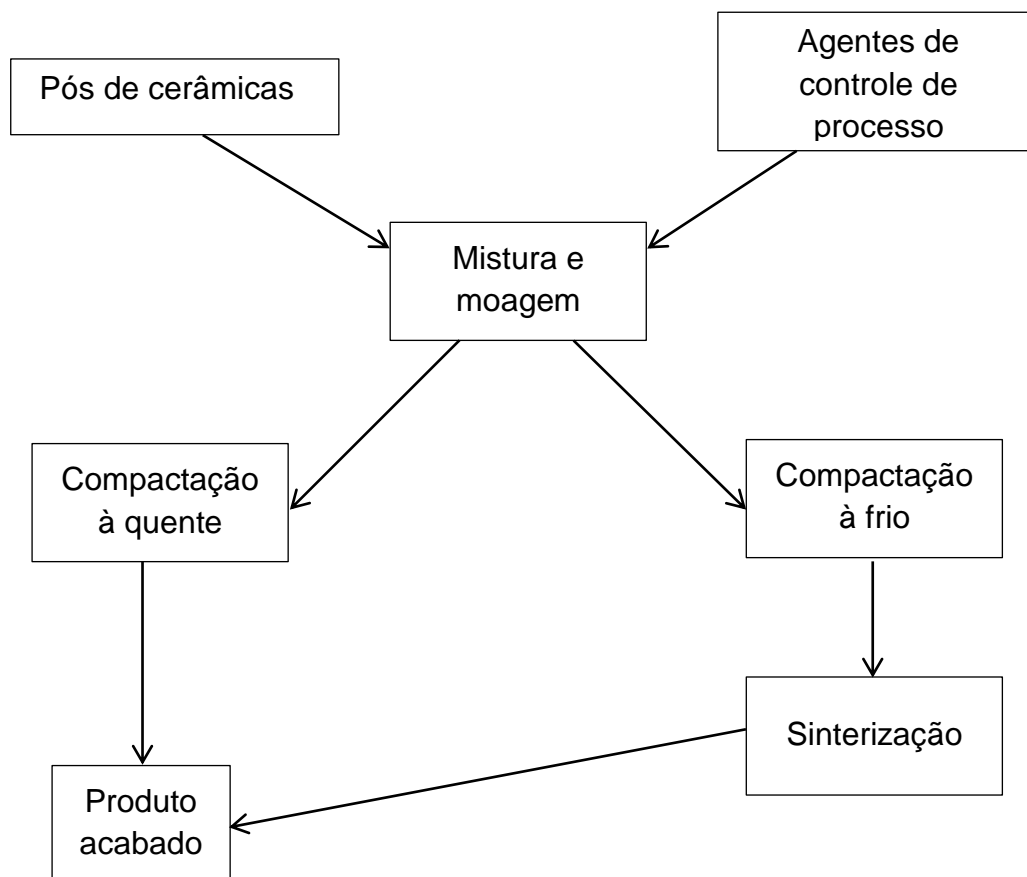 Pós de cerâmicas
Agentes de
controle de
processo
Mistura e
moagem
Compactação
à quente
Compactação
à frio
Sinterização
Produto
acabado